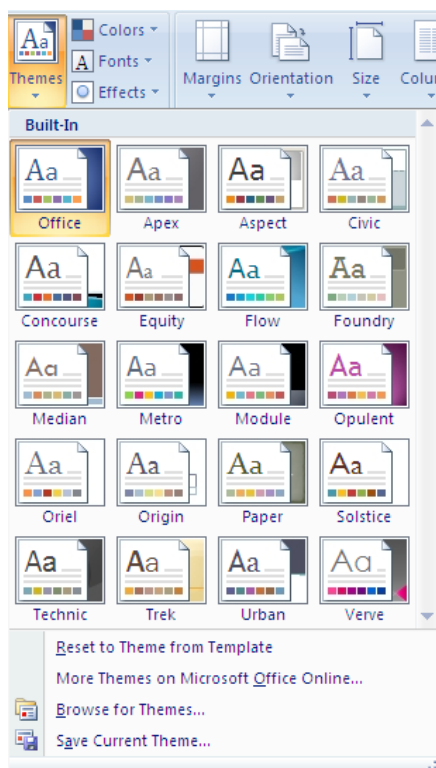 Aa Colors
Fonts
Effects
Themes Margins Orientation Size Colu
Built-In
Aa Aa Aa Aa
Office Apex Aspect Civic
Aa Aa Aa Aa
Concourse Equity Flow Foundry
Aa Aa Aa Aa
Median Metro Module Opulent
Aa Aa Aa Aa
Oriel Origin Paper Solstice
Aa Aa Aa Aa
Technic Trek Urban Verve
Reset to Theme from Template
More Themes on Microsoft Office Online...
Browse for Themes...
Save Current Theme...